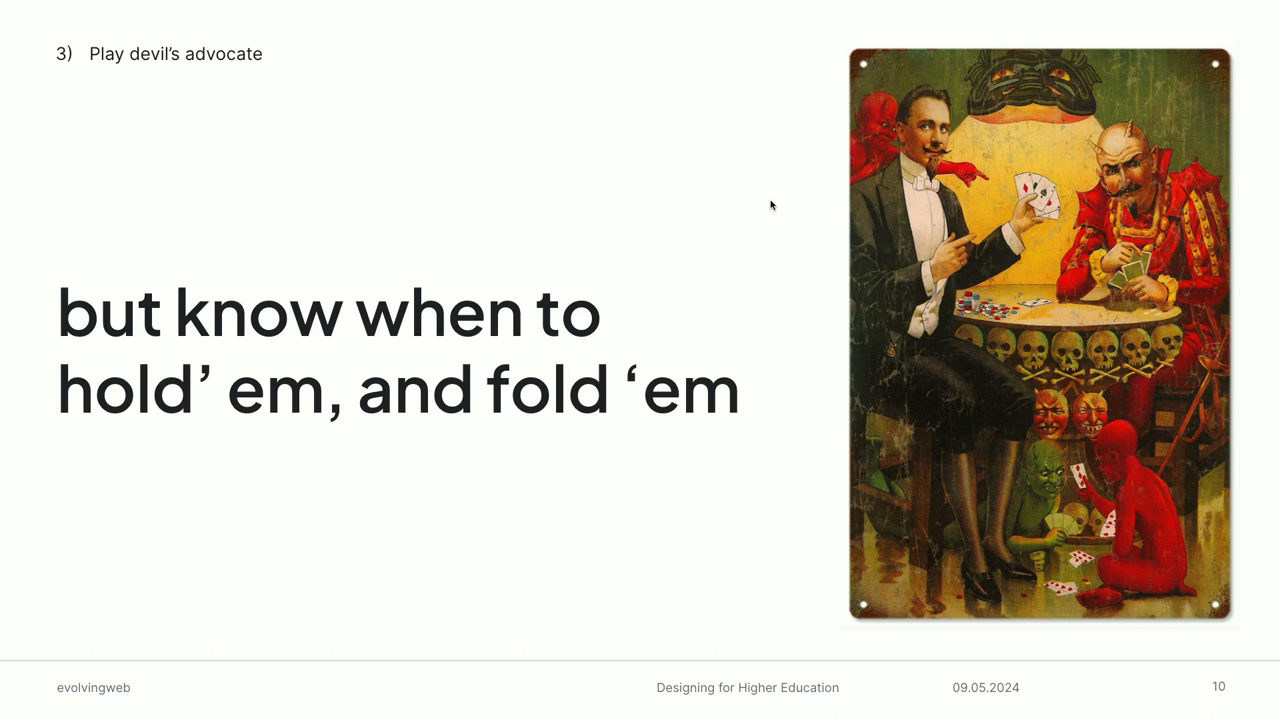 3) Play devil’s advocate
but know when to
hold’ em, and fold ‘em
evolvingweb
Designing for Higher Education
09.05.2024
10